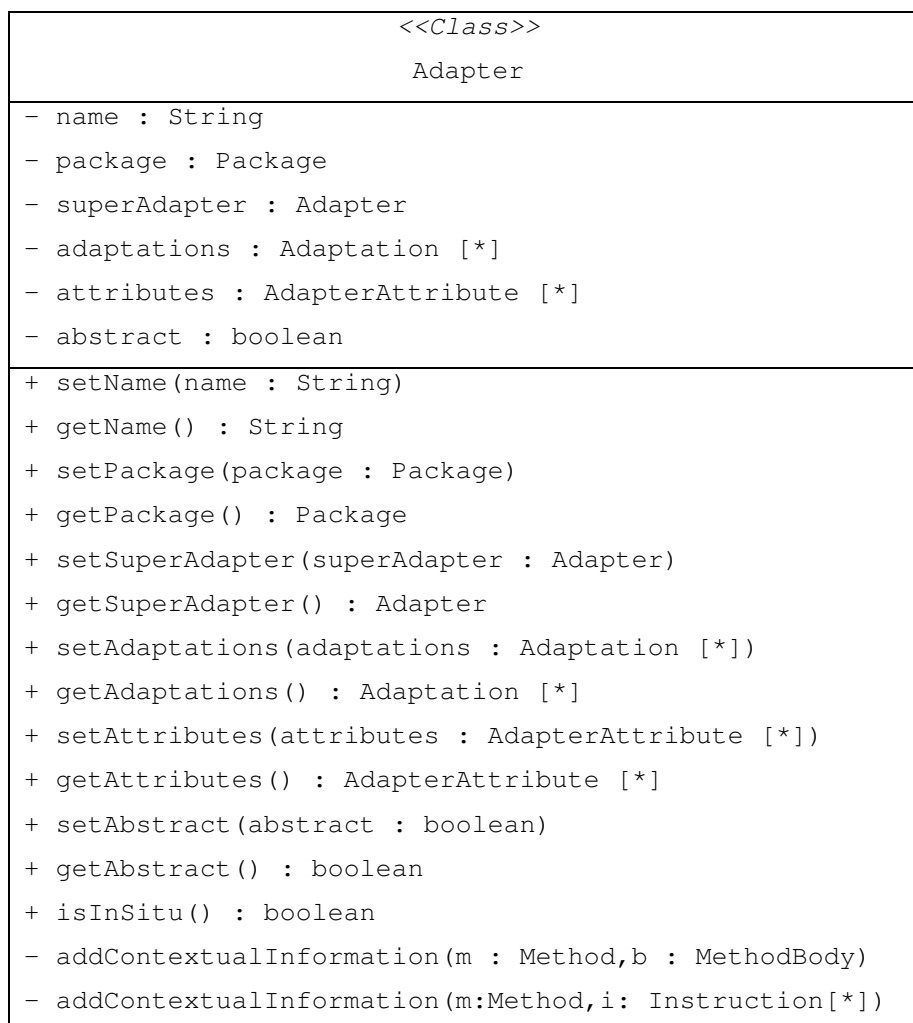 <<Class>>
Adapter
- name : String
- package : Package
- superAdapter : Adapter
- adaptations : Adaptation [*]
- attributes : AdapterAttribute [*]
- abstract : boolean
+ setName(name : String)
+ getName() : String
+ setPackage(package : Package)
+ getPackage() : Package
+ setSuperAdapter(superAdapter : Adapter)
+ getSuperAdapter() : Adapter
+ setAdaptations(adaptations : Adaptation [*])
+ getAdaptations() : Adaptation [*]
+ setAttributes(attributes : AdapterAttribute [*])
+ getAttributes() : AdapterAttribute [*]
+ setAbstract(abstract : boolean)
+ getAbstract() : boolean
+ isInSitu() : boolean
- addContextualInformation(m : Method,b : MethodBody)
- addContextualInformation(m:Method,i: Instruction[*])